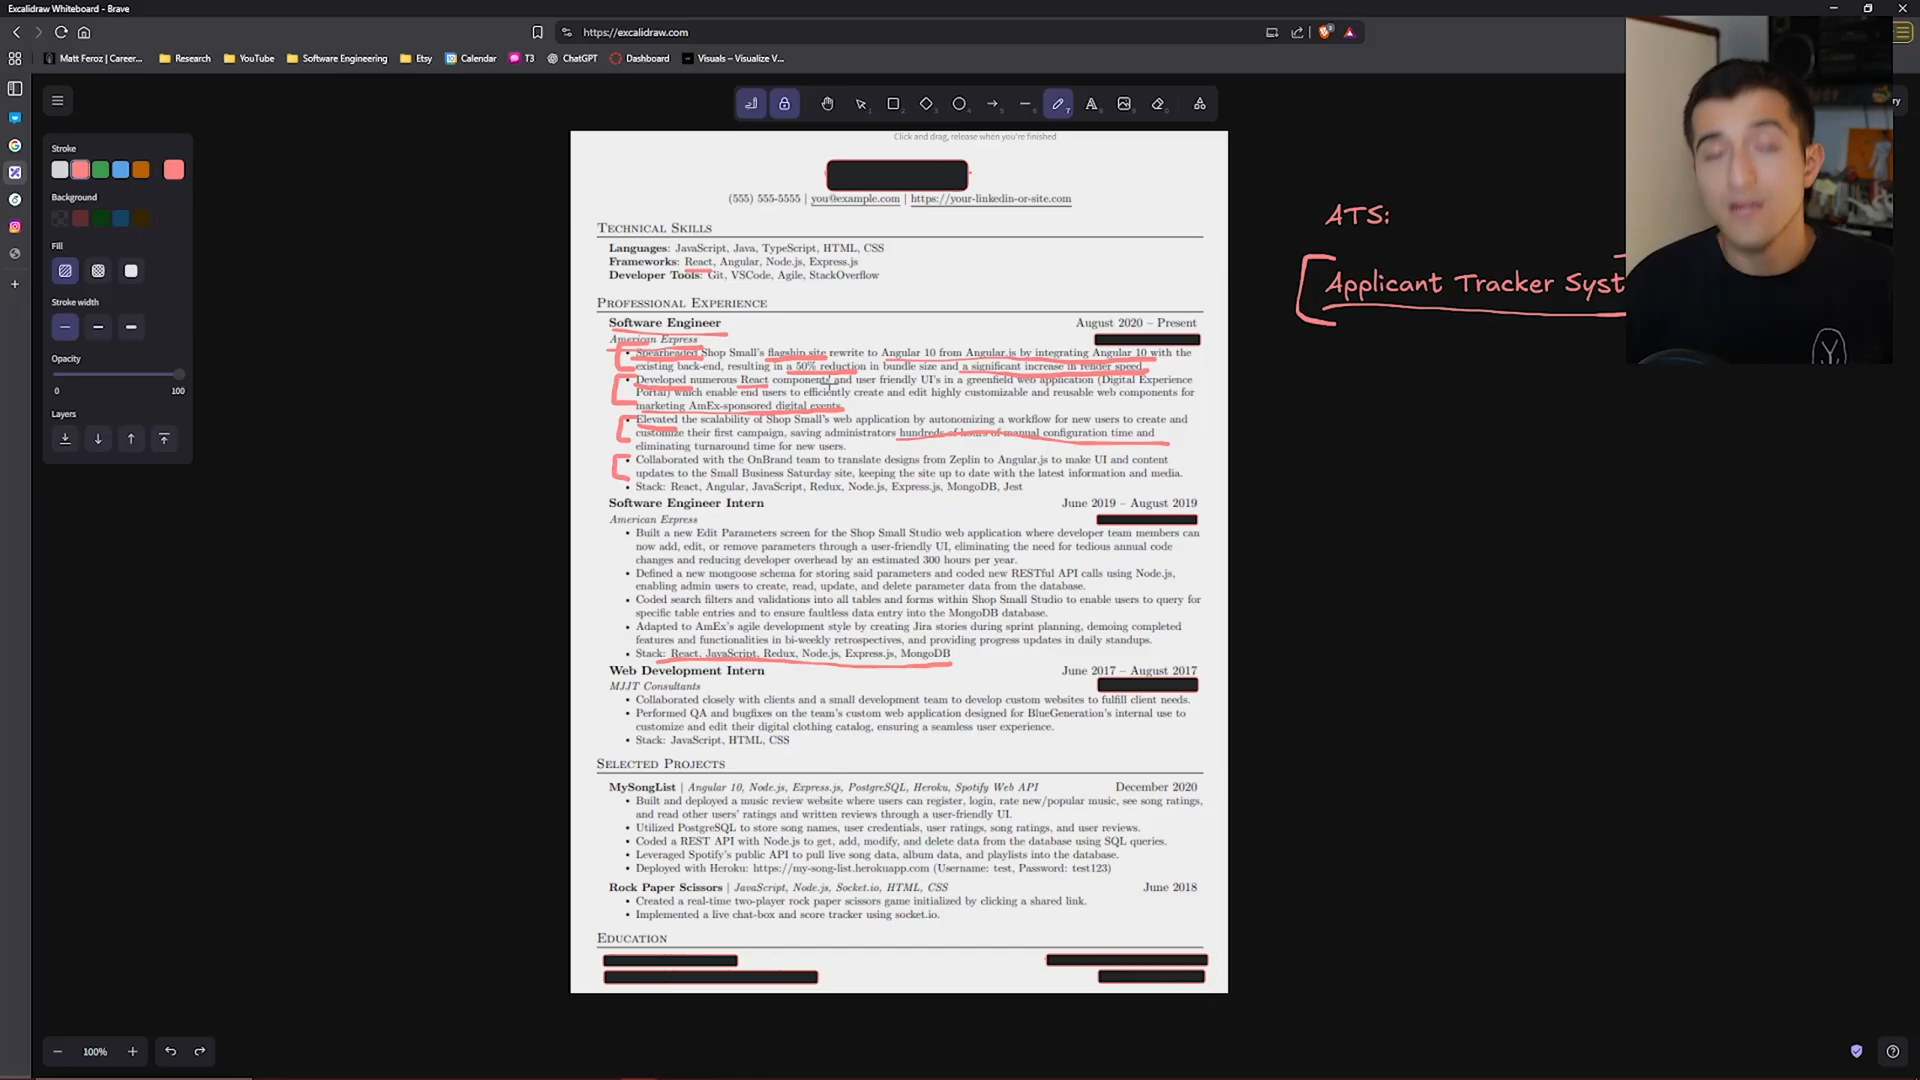 Excalidraw Whiteboard - Brave
https://excalidraw.com
Matt Feroz | Career...
Research
YouTube
Software Engineering
Etsy
Calendar
T3
ChatGPT
Dashboard
Visuals – Visualize V...
Click and drag, release when you're finished
Stroke
Background
Fill
Stroke width
Opacity
0 100
Layers
(555) 555-5555 | you@example.com | https://your-linkedin-or-site.com
TECHNICAL SKILLS
Languages: JavaScript, Java, TypeScript, HTML, CSS
Frameworks: React, Angular, Node.js, Express.js
Developer Tools: Git, VSCode, Agile, StackOverflow
PROFESSIONAL EXPERIENCE
Software Engineer August 2020 – Present
American Express
• Spearheaded Shop Small's flagship site rewrite to Angular 10 from Angular.js by integrating Angular 10 with the
existing back-end, resulting in a 50% reduction in bundle size and a significant increase in render speed.
• Developed numerous React components and user friendly UI's in a greenfield web application (Digital Experience
Portal) which enable end users to efficiently create and edit highly customizable and reusable web components for
marketing AmEx-sponsored digital events.
• Elevated the scalability of Shop Small's web application by autonomizing a workflow for new users to create and
customize their first campaign, saving administrators hundreds of hours of manual configuration time and
eliminating turnaround time for new users.
• Collaborated with the OnBrand team to translate designs from Zeplin to Angular.js to make UI and content
updates to the Small Business Saturday site, keeping the site up to date with the latest information and media.
• Stack: React, Angular, JavaScript, Redux, Node.js, Express.js, MongoDB, Jest
Software Engineer Intern June 2019 – August 2019
American Express
• Built a new Edit Parameters screen for the Shop Small Studio web application where developer team members can
now add, edit, or remove parameters through a user-friendly UI, eliminating the need for tedious annual code
changes and reducing developer overhead by an estimated 300 hours per year.
• Defined a new mongoose schema for storing said parameters and coded new RESTful API calls using Node.js,
enabling admin users to create, read, update, and delete parameter data from the database.
• Coded search filters and validations into all tables and forms within Shop Small Studio to enable users to query for
specific table entries and to ensure faultless data entry into the MongoDB database.
• Adapted to AmEx's agile development style by creating Jira stories during sprint planning, demoing completed
features and functionalities in bi-weekly retrospectives, and providing progress updates in daily standups.
• Stack: React, JavaScript, Redux, Node.js, Express.js, MongoDB
Web Development Intern June 2017 – August 2017
MJJT Consultants
• Collaborated closely with clients and a small development team to develop custom websites to fulfill client needs.
• Performed QA and bugfixes on the team's custom web application designed for BlueGeneration's internal use to
customize and edit their digital clothing catalog, ensuring a seamless user experience.
• Stack: JavaScript, HTML, CSS
SELECTED PROJECTS
MySongList | Angular 10, Node.js, Express.js, PostgreSQL, Heroku, Spotify Web API December 2020
• Built and deployed a music review website where users can register, login, rate new/popular music, see song ratings,
and read other users' ratings and written reviews through a user-friendly UI.
• Utilized PostgreSQL to store song names, user credentials, user ratings, song ratings, and user reviews.
• Coded a REST API with Node.js to get, add, modify, and delete data from the database using SQL queries.
• Leveraged Spotify's public API to pull live song data, album data, and playlists into the database.
• Deployed with Heroku: https://my-song-list.herokuapp.com (Username: test, Password: test123)
Rock Paper Scissors | JavaScript, Node.js, Socket.io, HTML, CSS June 2018
• Created a real-time two-player rock paper scissors game initialized by clicking a shared link.
• Implemented a live chat-box and score tracker using socket.io.
EDUCATION
ATS:
Applicant Tracker Syst
100%